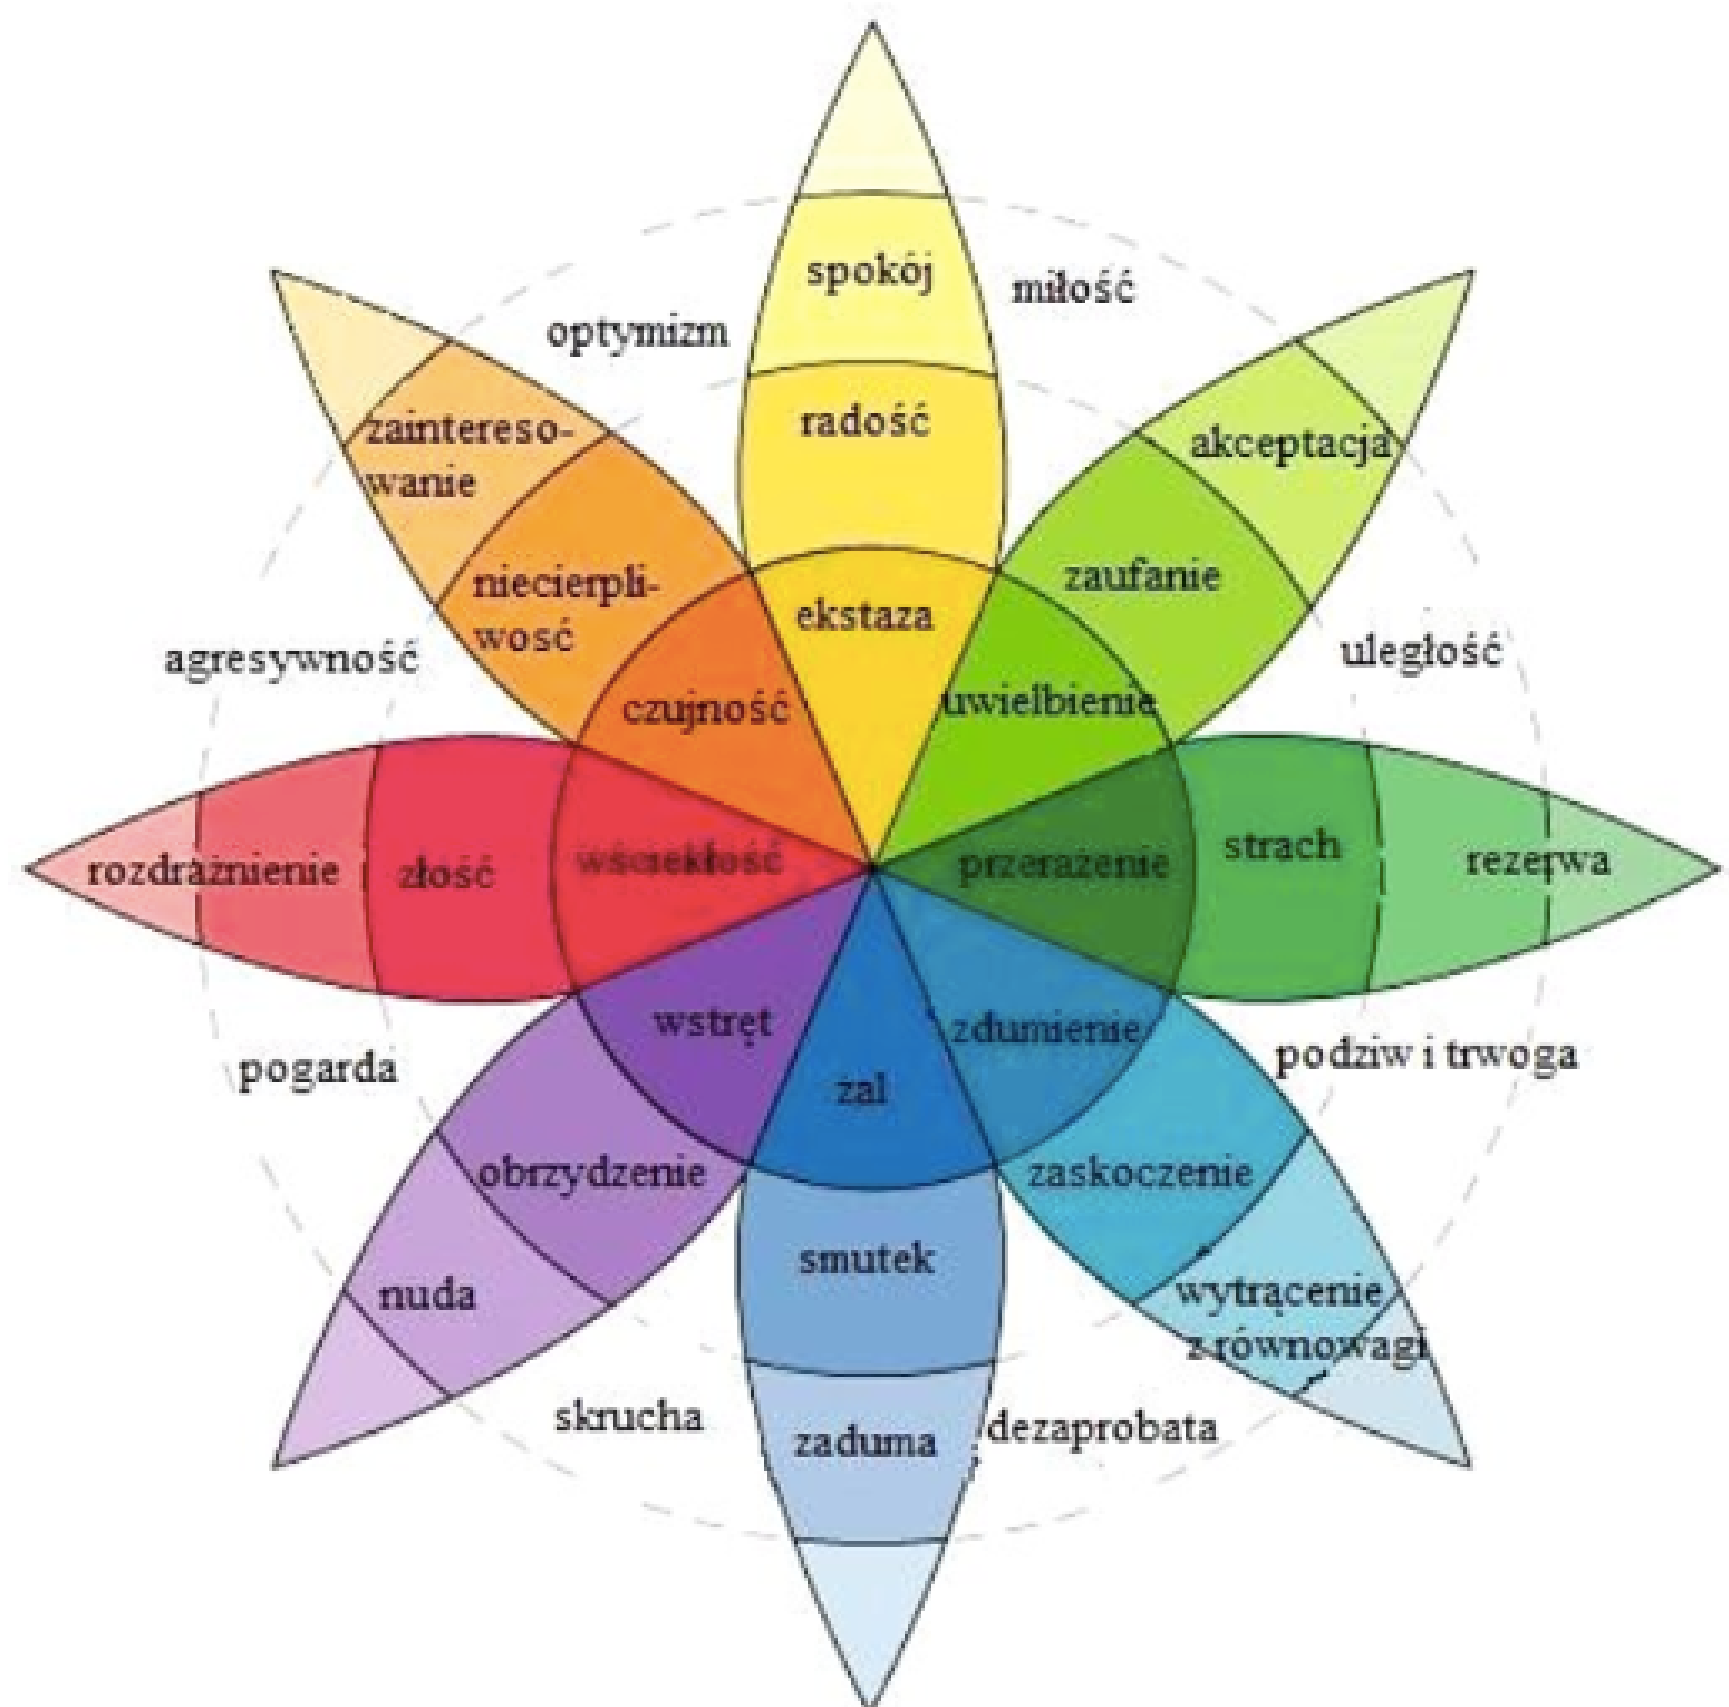 spokój
miłość
optymizm
radość
zaintereso-
wanie
akceptacja
niecierpli-
wosć
zaufanie
ekstaza
agresywność
uległość
czujność
uwielbienie
rozdrażnienie
złość
wściekłość
przerażenie
strach
rezerwa
wstręt
zdumienie
pogarda
podziw i trwoga
żal
obrzydzenie
zaskoczenie
smutek
nuda
wytrącenie
z równowagi
skrucha
zaduma
dezaprobata